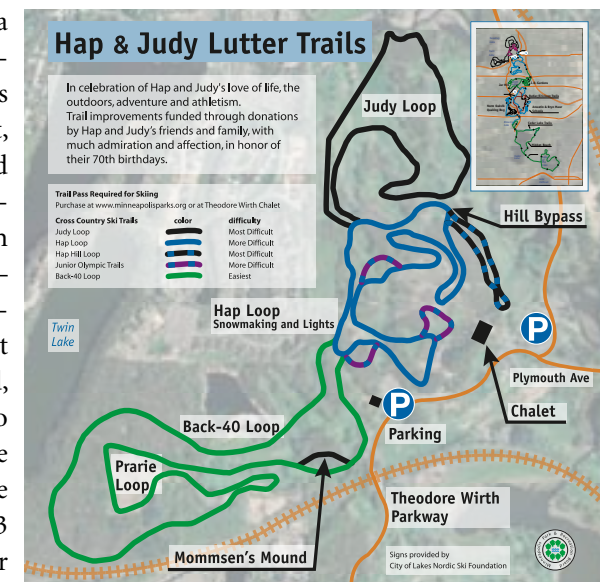 a
–
s
t,
d
–
n
–
–
t
l,
o
e
e
3
r
Hap & Judy Lutter Trails
In celebration of Hap and Judy's love of life, the
outdoors, adventure and athletism.
Trail improvements funded through donations
by Hap and Judy's friends and family, with
much admiration and affection, in honor of
their 70th birthdays.
Trail Pass Required for Skiing
Purchase at www.minneapolisparks.org or at Theodore Wirth Chalet
Cross Country Ski Trails color difficulty
Judy Loop Most Difficult
Hap Loop More Difficult
Hap Hill Loop Most Difficult
Junior Olympic Trails More Difficult
Back-40 Loop Easiest
Judy Loop
Hill Bypass
Hap Loop
Snowmaking and Lights
Twin
Lake
P
Plymouth Ave
P
Chalet
Parking
Back-40 Loop
Prarie
Loop
Theodore Wirth
Parkway
Mommsen's Mound
Signs provided by
City of Lakes Nordic Ski Foundation